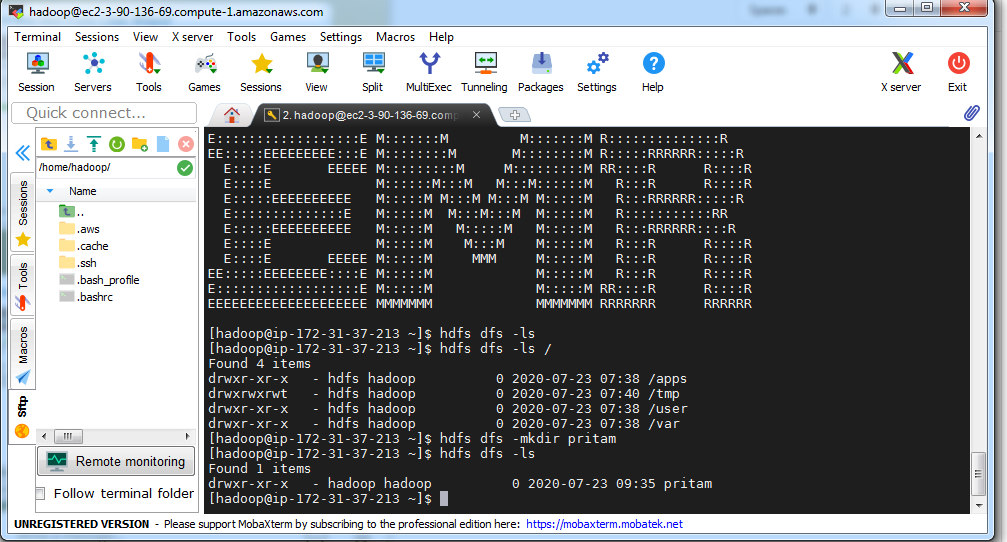 hadoop@ec2-3-90-136-69.compute-1.amazonaws.com
Terminal Sessions View X server Tools Games Settings Macros Help
Session Servers Tools Games Sessions View Split MultiExec Tunneling Packages Settings Help X server Exit
Quick connect...
2. hadoop@ec2-3-90-136-69.comp
/home/hadoop/
Name
..
.aws
.cache
.ssh
.bash_profile
.bashrc
Sessions
Tools
Macros
Sftp
Remote monitoring
Follow terminal folder
E::::::::::::::::::E M:::::::M         M:::::::M R:::::::::::::::R
EE:::::EEEEEEEEE:::E M::::::::M       M::::::::M R:::::RRRRRR:::::R
  E::::E       EEEEE M:::::::::M     M:::::::::M RR::::R      R::::R
  E::::E             M::::::M:::M   M:::M::::::M   R:::R      R::::R
  E:::::EEEEEEEEEE   M:::::M M:::M M:::M M:::::M   R:::RRRRRR:::::R
  E::::::::::::::E   M:::::M  M:::M:::M  M:::::M   R:::::::::::RR
  E:::::EEEEEEEEEE   M:::::M   M:::::M   M:::::M   R:::RRRRRR::::R
  E::::E             M:::::M    M:::M    M:::::M   R:::R      R::::R
  E::::E       EEEEE M:::::M     MMM     M:::::M   R:::R      R::::R
EE:::::EEEEEEEE::::E M:::::M             M:::::M   R:::R      R::::R
E::::::::::::::::::E M:::::M             M:::::M RR::::R      R::::R
EEEEEEEEEEEEEEEEEEEE MMMMMMM             MMMMMMM RRRRRRR      RRRRRR
[hadoop@ip-172-31-37-213 ~]$ hdfs dfs -ls
[hadoop@ip-172-31-37-213 ~]$ hdfs dfs -ls /
Found 4 items
drwxr-xr-x   - hdfs hadoop          0 2020-07-23 07:38 /apps
drwxrwxrwt   - hdfs hadoop          0 2020-07-23 07:40 /tmp
drwxr-xr-x   - hdfs hadoop          0 2020-07-23 07:38 /user
drwxr-xr-x   - hdfs hadoop          0 2020-07-23 07:38 /var
[hadoop@ip-172-31-37-213 ~]$ hdfs dfs -mkdir pritam
[hadoop@ip-172-31-37-213 ~]$ hdfs dfs -ls
Found 1 items
drwxr-xr-x   - hadoop hadoop          0 2020-07-23 09:35 pritam
[hadoop@ip-172-31-37-213 ~]$
UNREGISTERED VERSION - Please support MobaXterm by subscribing to the professional edition here: https://mobaxterm.mobatek.net